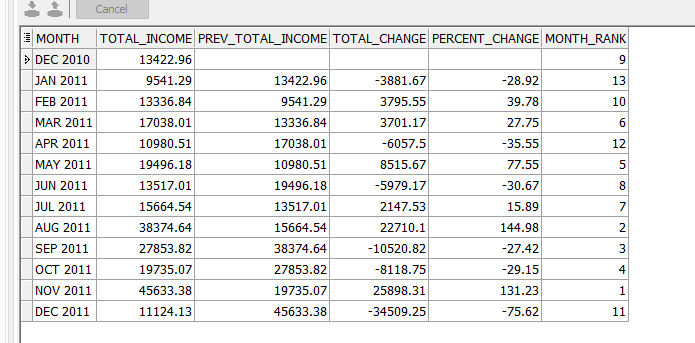 Cancel
MONTH TOTAL_INCOME PREV_TOTAL_INCOME TOTAL_CHANGE PERCENT_CHANGE MONTH_RANK
DEC 2010 13422.96 9
JAN 2011 9541.29 13422.96 -3881.67 -28.92 13
FEB 2011 13336.84 9541.29 3795.55 39.78 10
MAR 2011 17038.01 13336.84 3701.17 27.75 6
APR 2011 10980.51 17038.01 -6057.5 -35.55 12
MAY 2011 19496.18 10980.51 8515.67 77.55 5
JUN 2011 13517.01 19496.18 -5979.17 -30.67 8
JUL 2011 15664.54 13517.01 2147.53 15.89 7
AUG 2011 38374.64 15664.54 22710.1 144.98 2
SEP 2011 27853.82 38374.64 -10520.82 -27.42 3
OCT 2011 19735.07 27853.82 -8118.75 -29.15 4
NOV 2011 45633.38 19735.07 25898.31 131.23 1
DEC 2011 11124.13 45633.38 -34509.25 -75.62 11